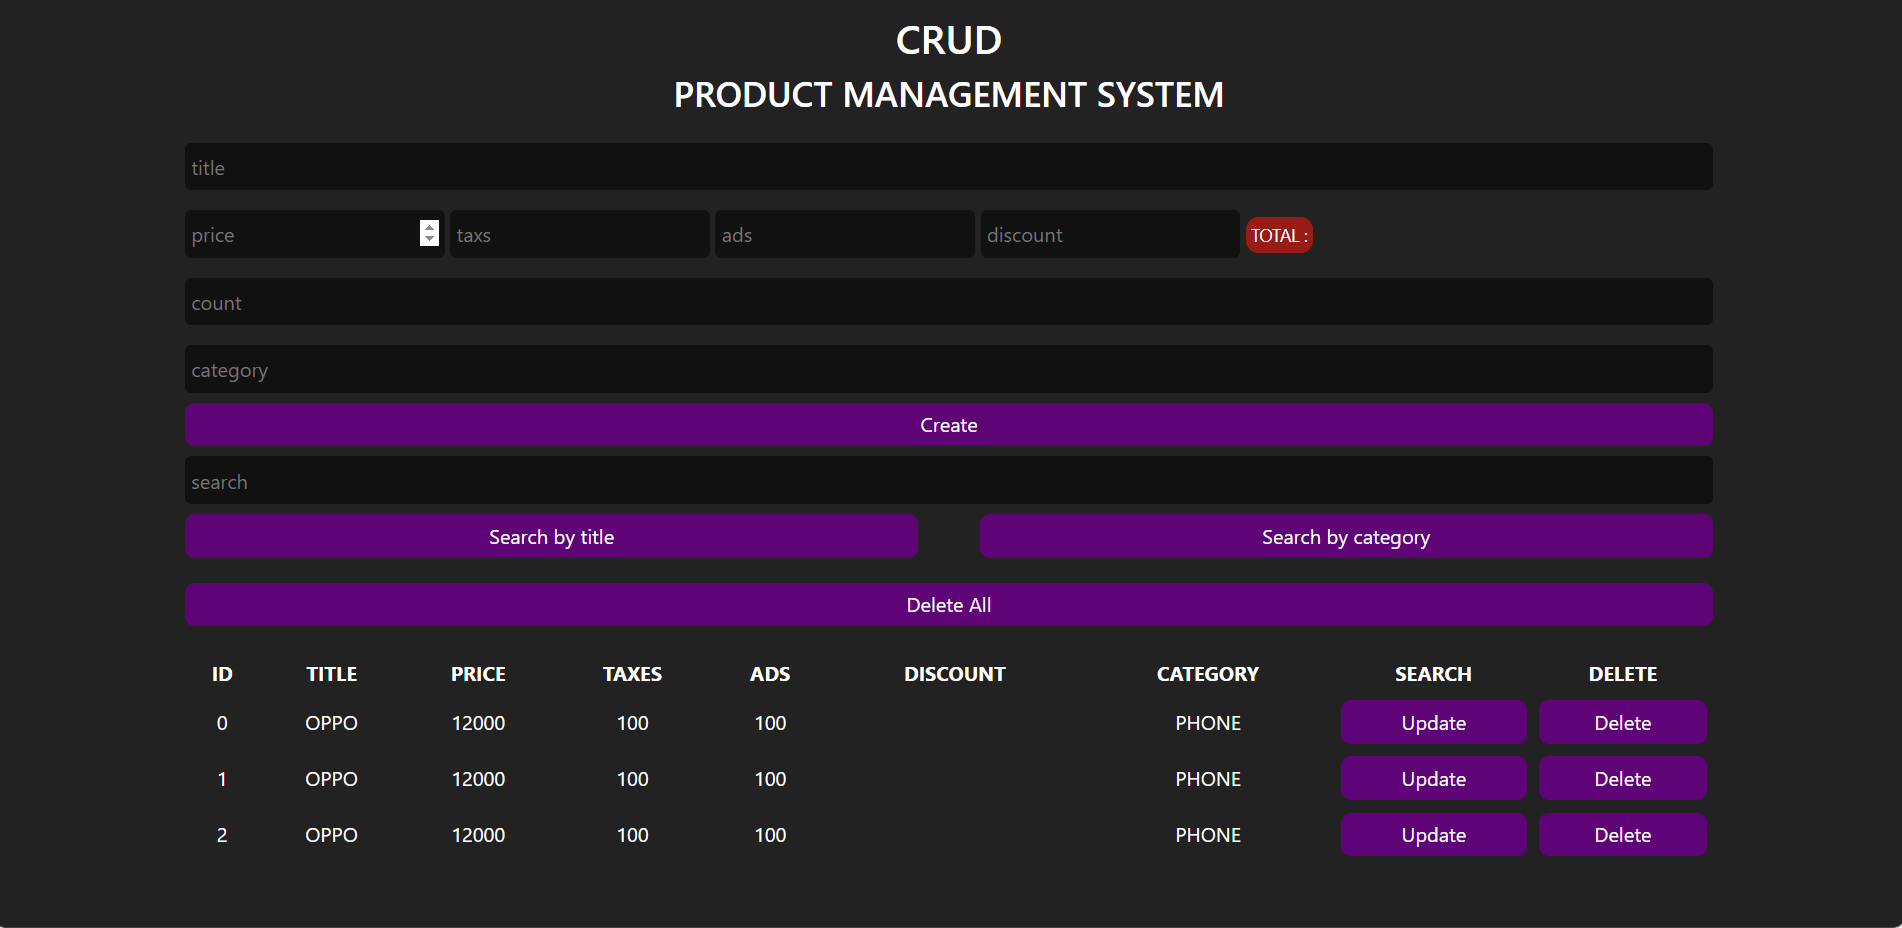 CRUD
PRODUCT MANAGEMENT SYSTEM
title
price taxs ads discount TOTAL :
count
category
Create
search
Search by title Search by category
Delete All
ID TITLE PRICE TAXES ADS DISCOUNT CATEGORY SEARCH DELETE
0 OPPO 12000 100 100 PHONE Update Delete
1 OPPO 12000 100 100 PHONE Update Delete
2 OPPO 12000 100 100 PHONE Update Delete